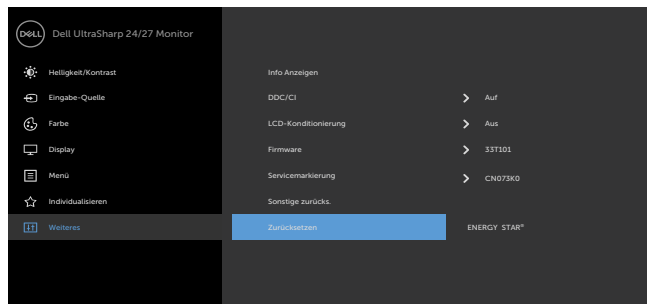 DELL Dell UltraSharp 24/27 Monitor
Helligkeit/Kontrast Info Anzeigen
Eingabe-Quelle DDC/CI Auf
Farbe LCD-Konditionierung Aus
Display Firmware 33T101
Menü Servicemarkierung CN073K0
Individualisieren Sonstige zurücks.
Weiteres Zurücksetzen ENERGY STAR®